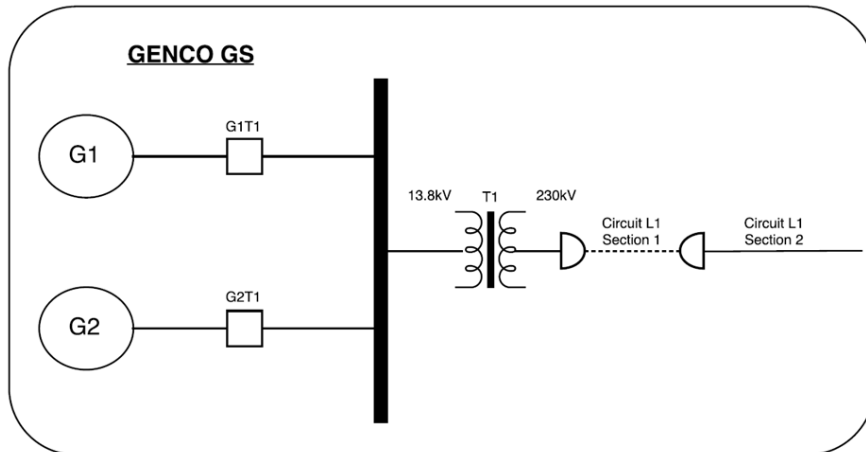 GENCO GS
G1
G1T1
13.8kV
T1
230kV
Circuit L1
Section 1
Circuit L1
Section 2
G2
G2T1